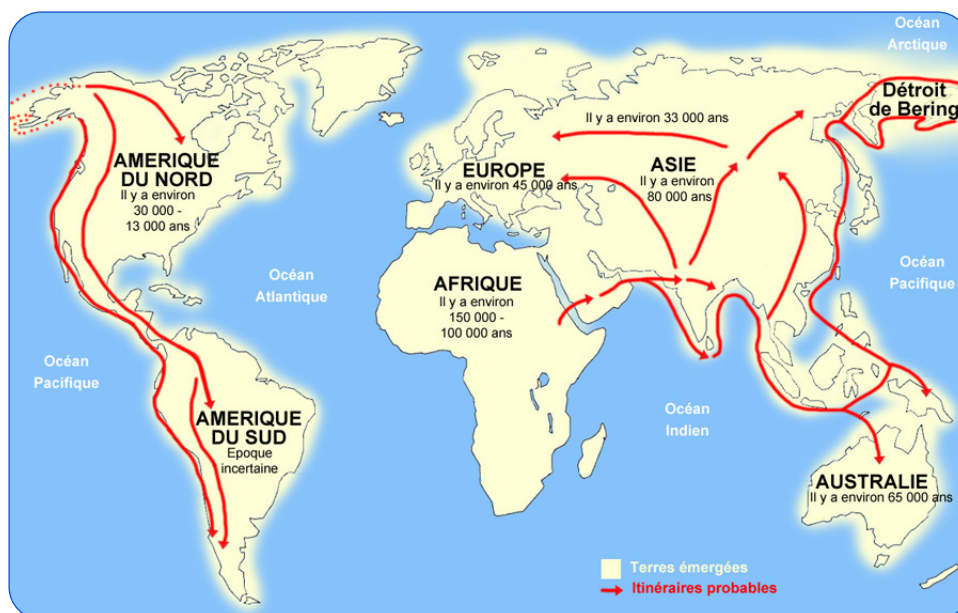 Océan
Arctique
Détroit
de Bering
Il y a environ 33 000 ans
AMERIQUE
DU NORD
Il y a environ
30 000 -
13 000 ans
EUROPE
Il y a environ 45 000 ans
ASIE
Il y a environ
80 000 ans
Océan
Atlantique
AFRIQUE
Il y a environ
150 000 -
100 000 ans
Océan
Pacifique
Océan
Pacifique
AMERIQUE
DU SUD
Epoque
incertaine
Océan
Indien
AUSTRALIE
Il y a environ 65 000 ans
Terres émergées
Itinéraires probables